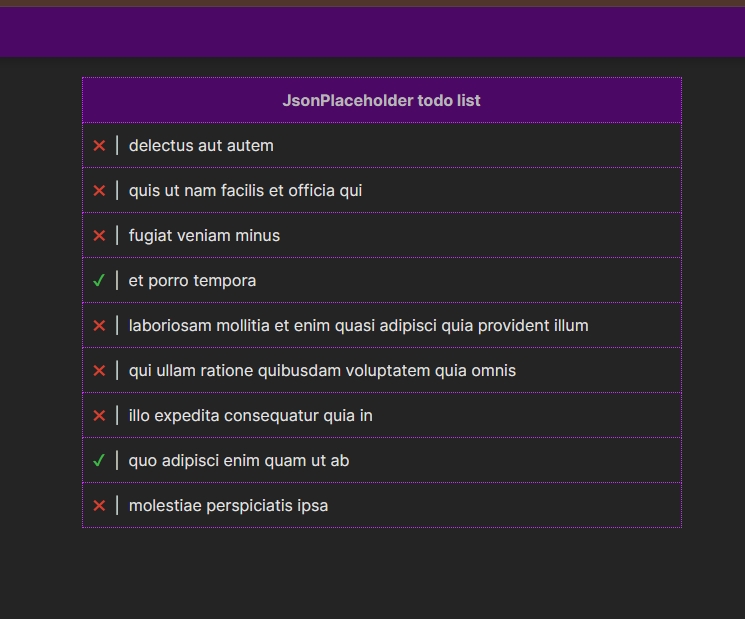 JsonPlaceholder todo list
✕ | delectus aut autem
✕ | quis ut nam facilis et officia qui
✕ | fugiat veniam minus
✓ | et porro tempora
✕ | laboriosam mollitia et enim quasi adipisci quia provident illum
✕ | qui ullam ratione quibusdam voluptatem quia omnis
✕ | illo expedita consequatur quia in
✓ | quo adipisci enim quam ut ab
✕ | molestiae perspiciatis ipsa